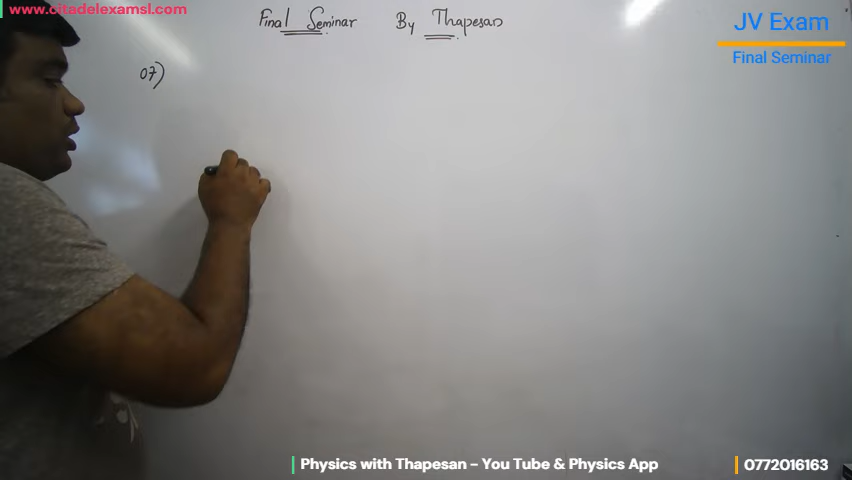 www.citadelexamsl.com
Final Seminar By Thapesan
JV Exam
Final Seminar
07)
Physics with Thapesan - You Tube & Physics App
0772016163